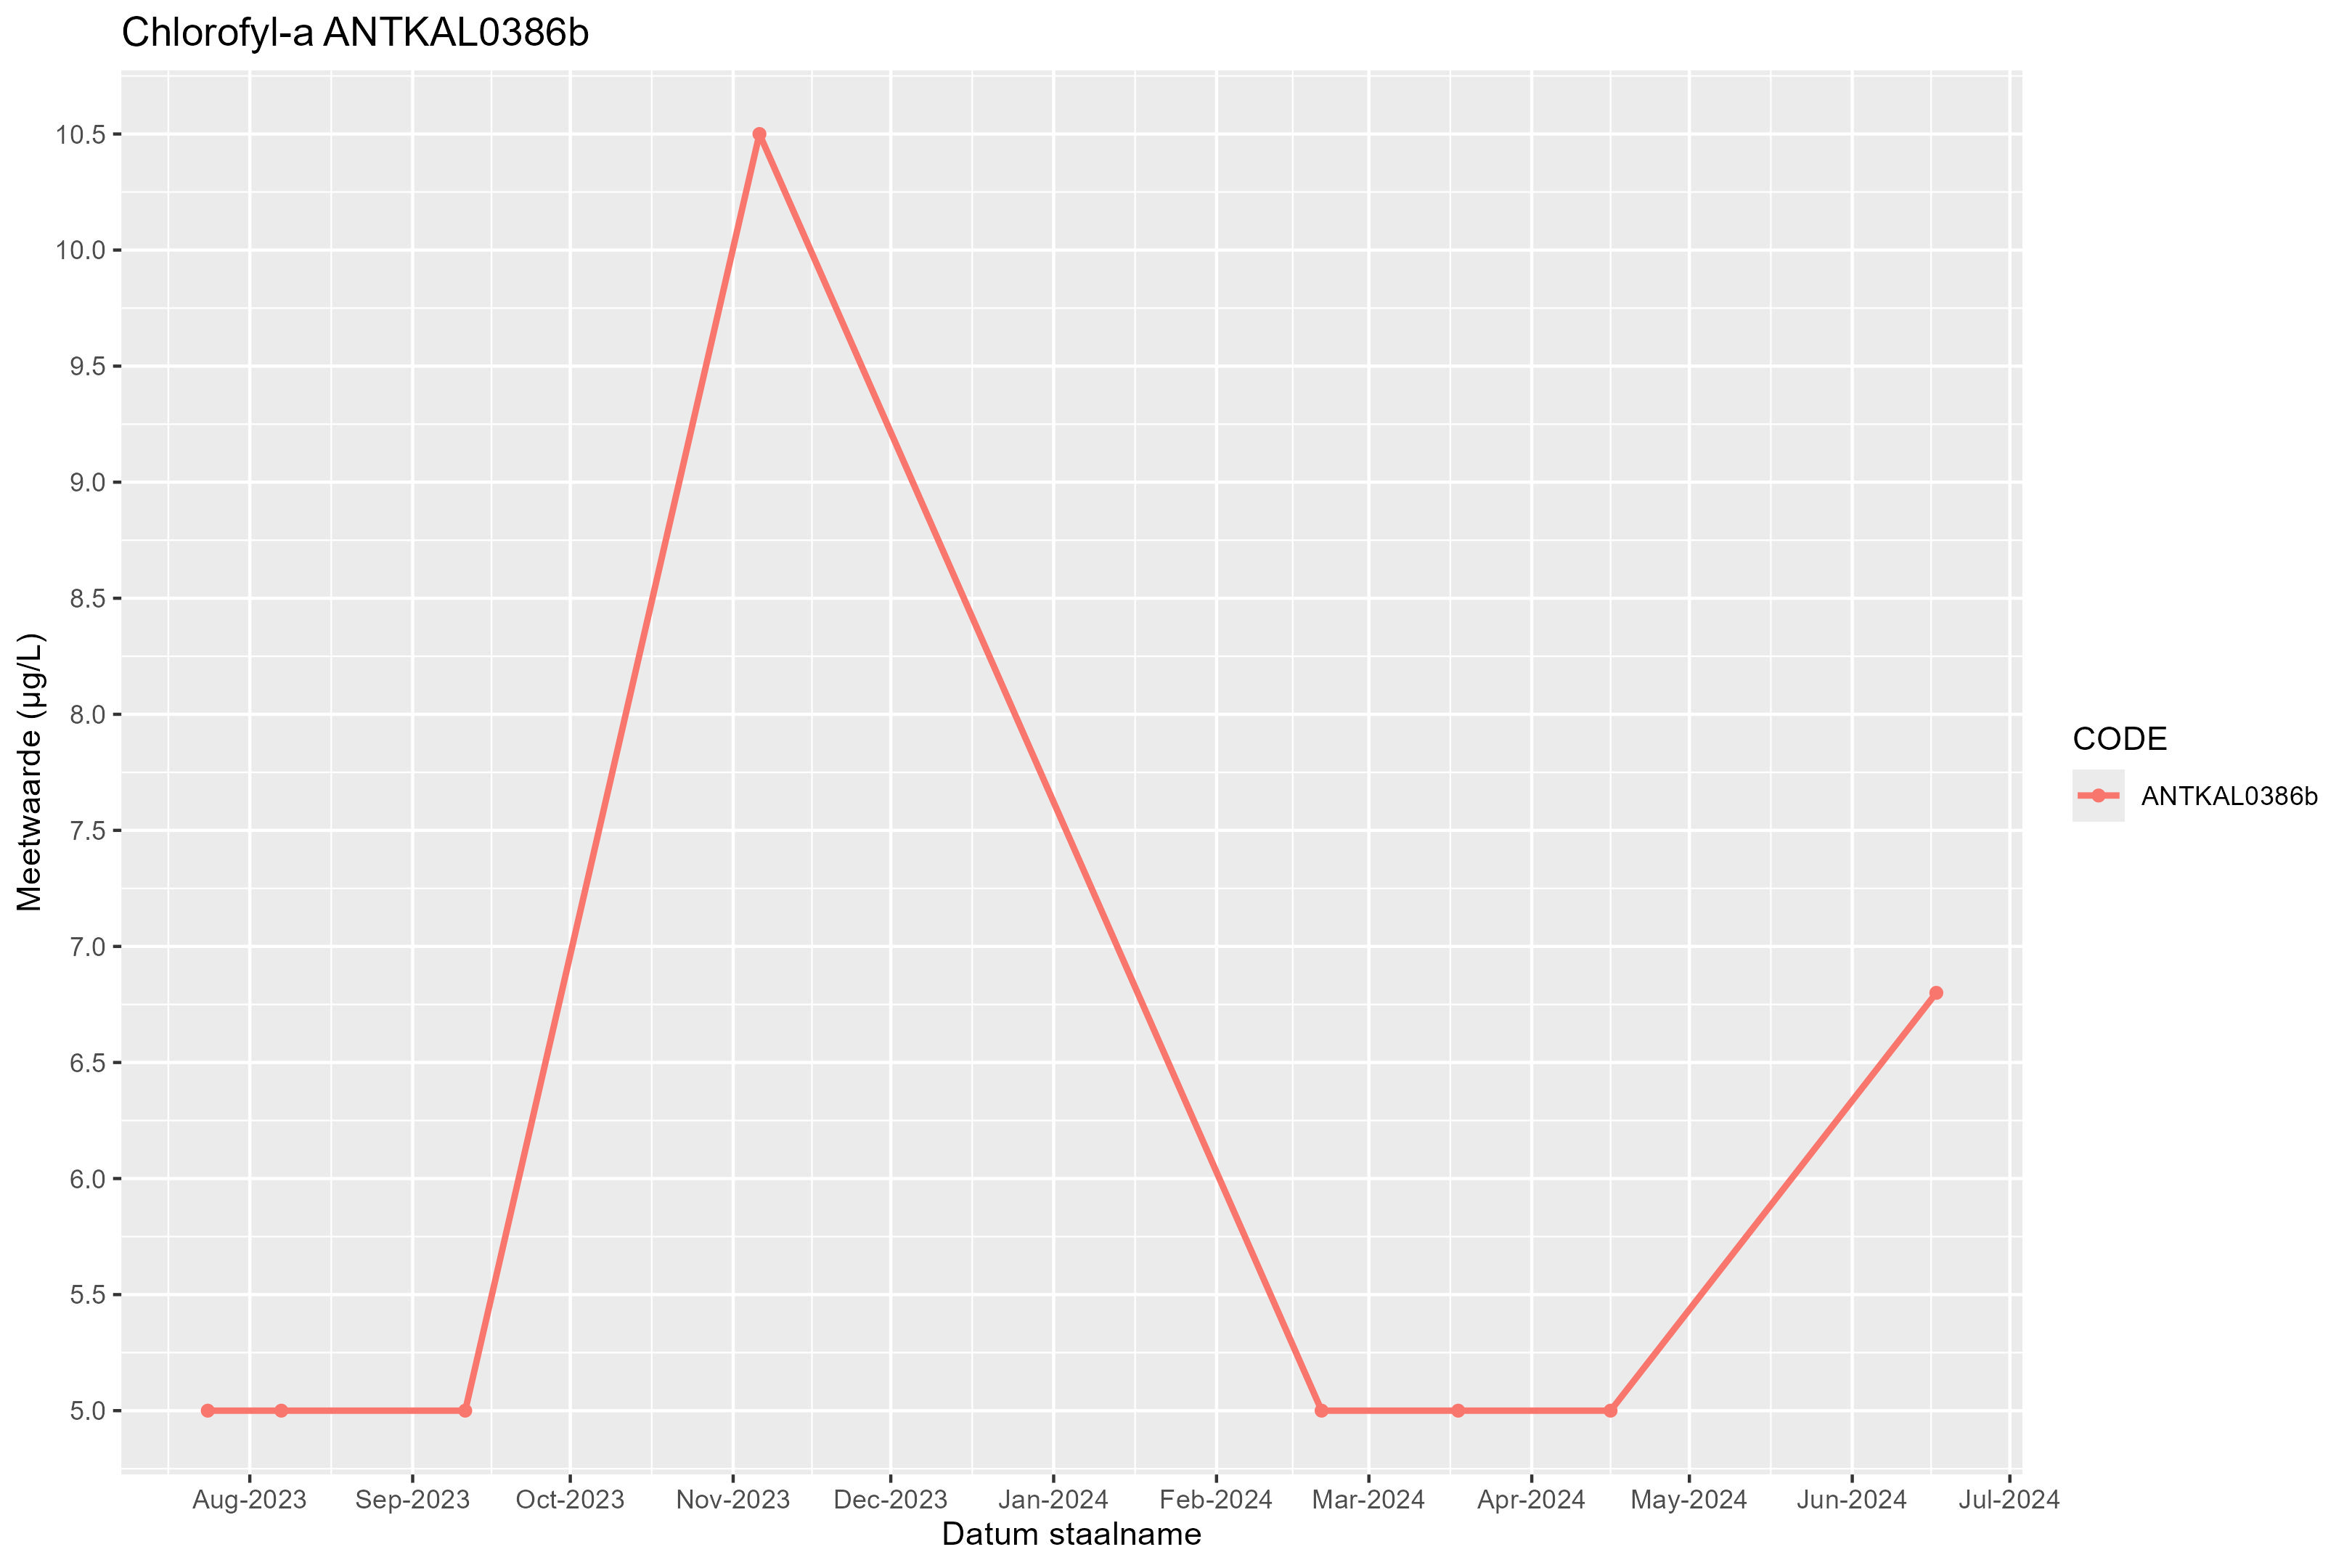 Chlorofyl-a ANTKAL0386b
10.5
10.0
9.5
9.0
8.5
8.0
7.5
7.0
6.5
6.0
5.5
5.0
Meetwaarde (µg/L)
Aug-2023 Sep-2023 Oct-2023 Nov-2023 Dec-2023 Jan-2024 Feb-2024 Mar-2024 Apr-2024 May-2024 Jun-2024 Jul-2024
Datum staalname
CODE
ANTKAL0386b